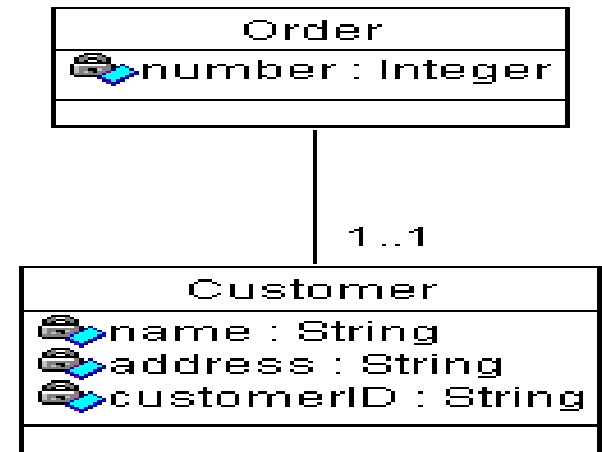 Order
number : Integer
1..1
Customer
name : String
address : String
customerID : String